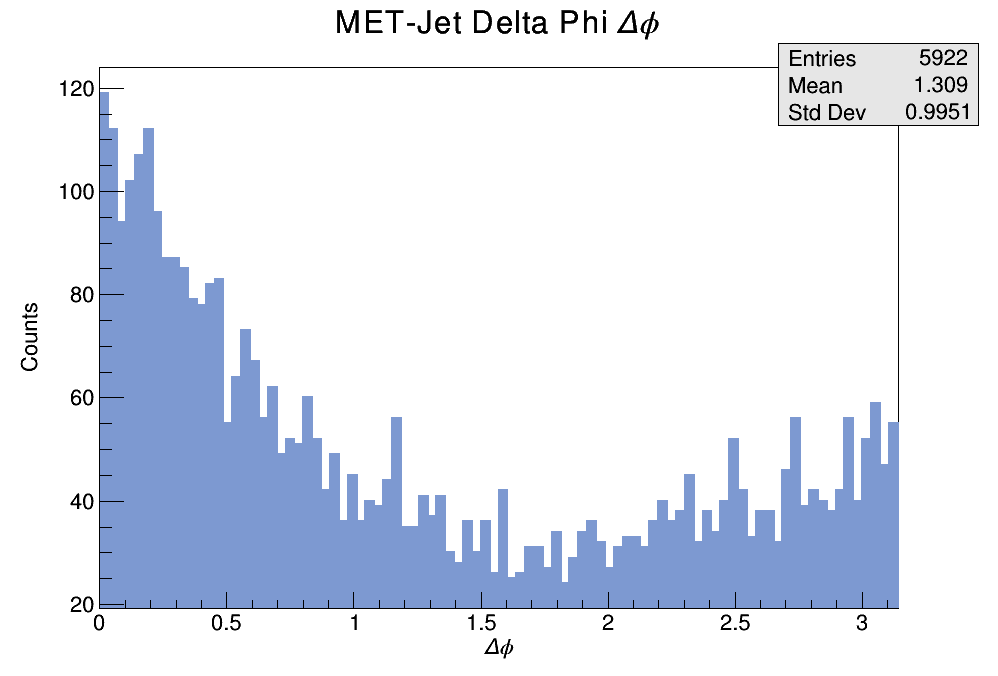 MET-Jet Delta Phi Δϕ
Entries 5922
Mean 1.309
Std Dev 0.9951
120
100
80
60
40
20
Counts
0 0.5 1 1.5 2 2.5 3
Δϕ